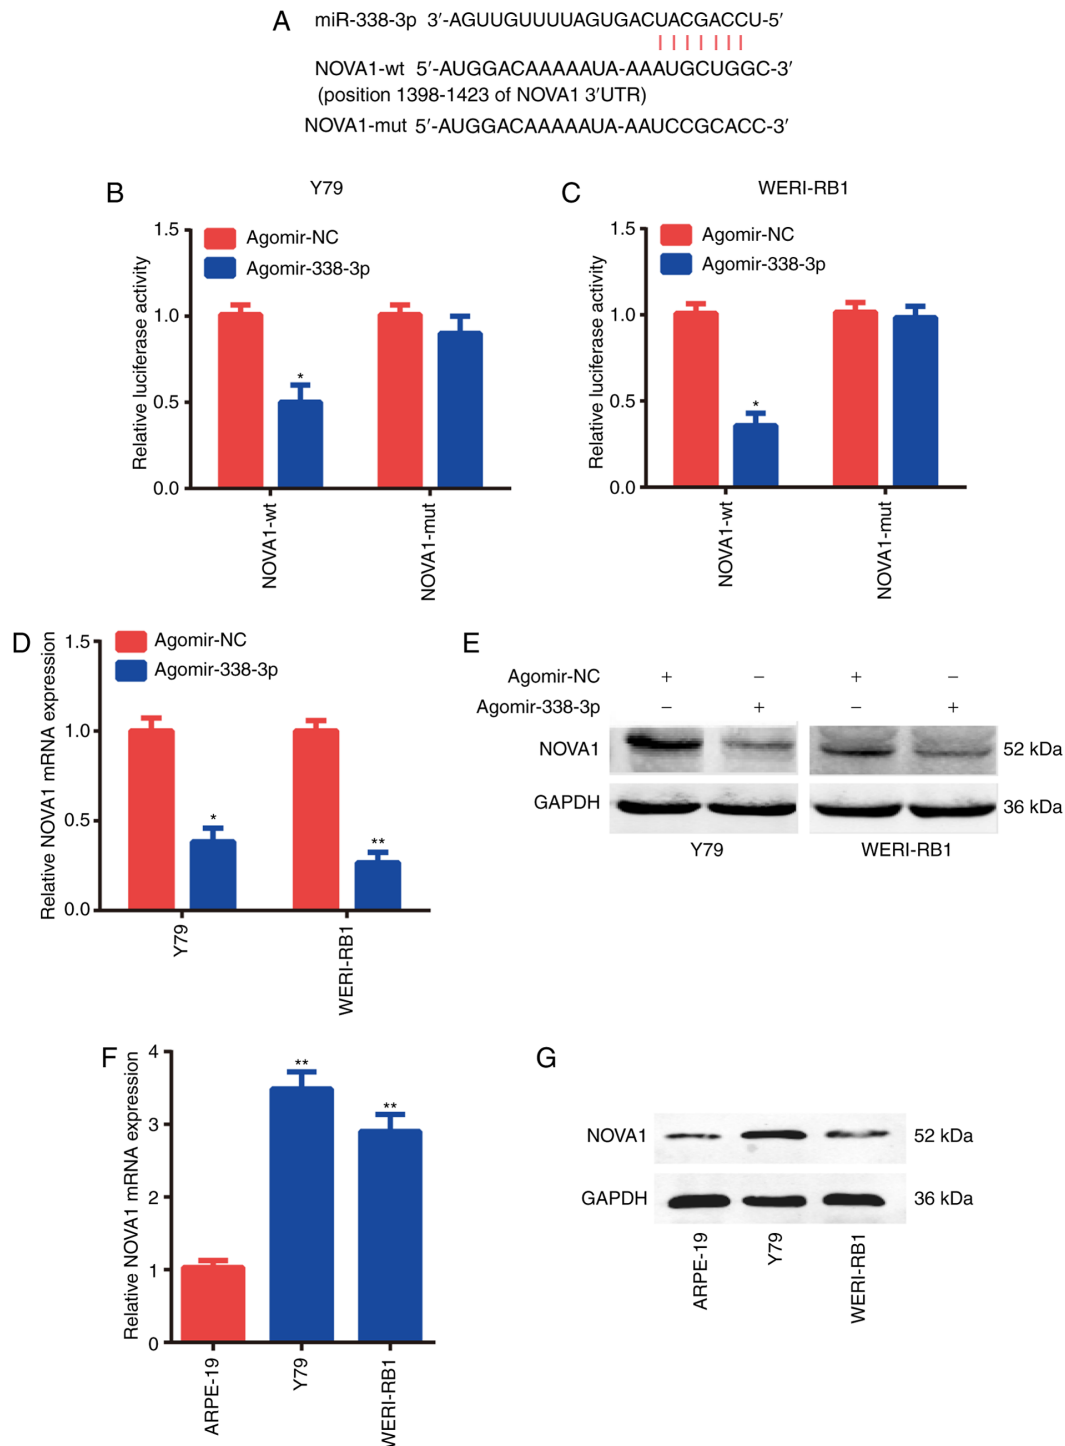 A
miR-338-3p 3′-AGUUGUUUUAGUGACUACGACCU-5′
NOVA1-wt 5′-AUGGACAAAAAUA-AAAUGCUGGC-3′
(position 1398-1423 of NOVA1 3′UTR)
NOVA1-mut 5′-AUGGACAAAAAUA-AAUCCGCACC-3′
B
Y79
Relative luciferase activity
1.5
1.0
0.5
0.0
Agomir-NC
Agomir-338-3p
*
NOVA1-wt
NOVA1-mut
C
WERI-RB1
Relative luciferase activity
1.5
1.0
0.5
0.0
Agomir-NC
Agomir-338-3p
*
NOVA1-wt
NOVA1-mut
D
Relative NOVA1 mRNA expression
1.5
1.0
0.5
0.0
Agomir-NC
Agomir-338-3p
*
**
Y79
WERI-RB1
E
Agomir-NC + – + –
Agomir-338-3p – + – +
NOVA1 52 kDa
GAPDH 36 kDa
Y79 WERI-RB1
F
Relative NOVA1 mRNA expression
4
3
2
1
0
**
**
ARPE-19
Y79
WERI-RB1
G
NOVA1 52 kDa
GAPDH 36 kDa
ARPE-19
Y79
WERI-RB1